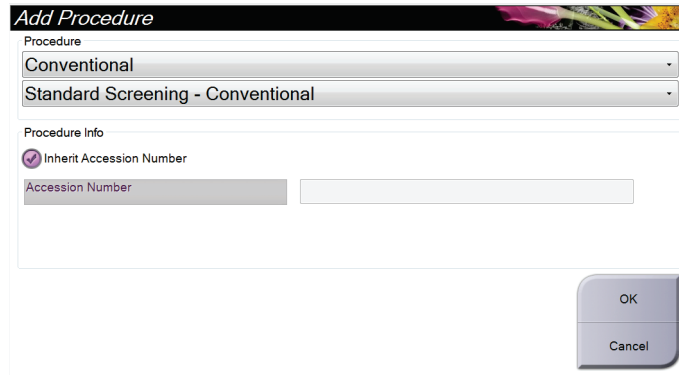 Add Procedure
Procedure
Conventional
Standard Screening - Conventional
Procedure Info
Inherit Accession Number
Accession Number
OK
Cancel